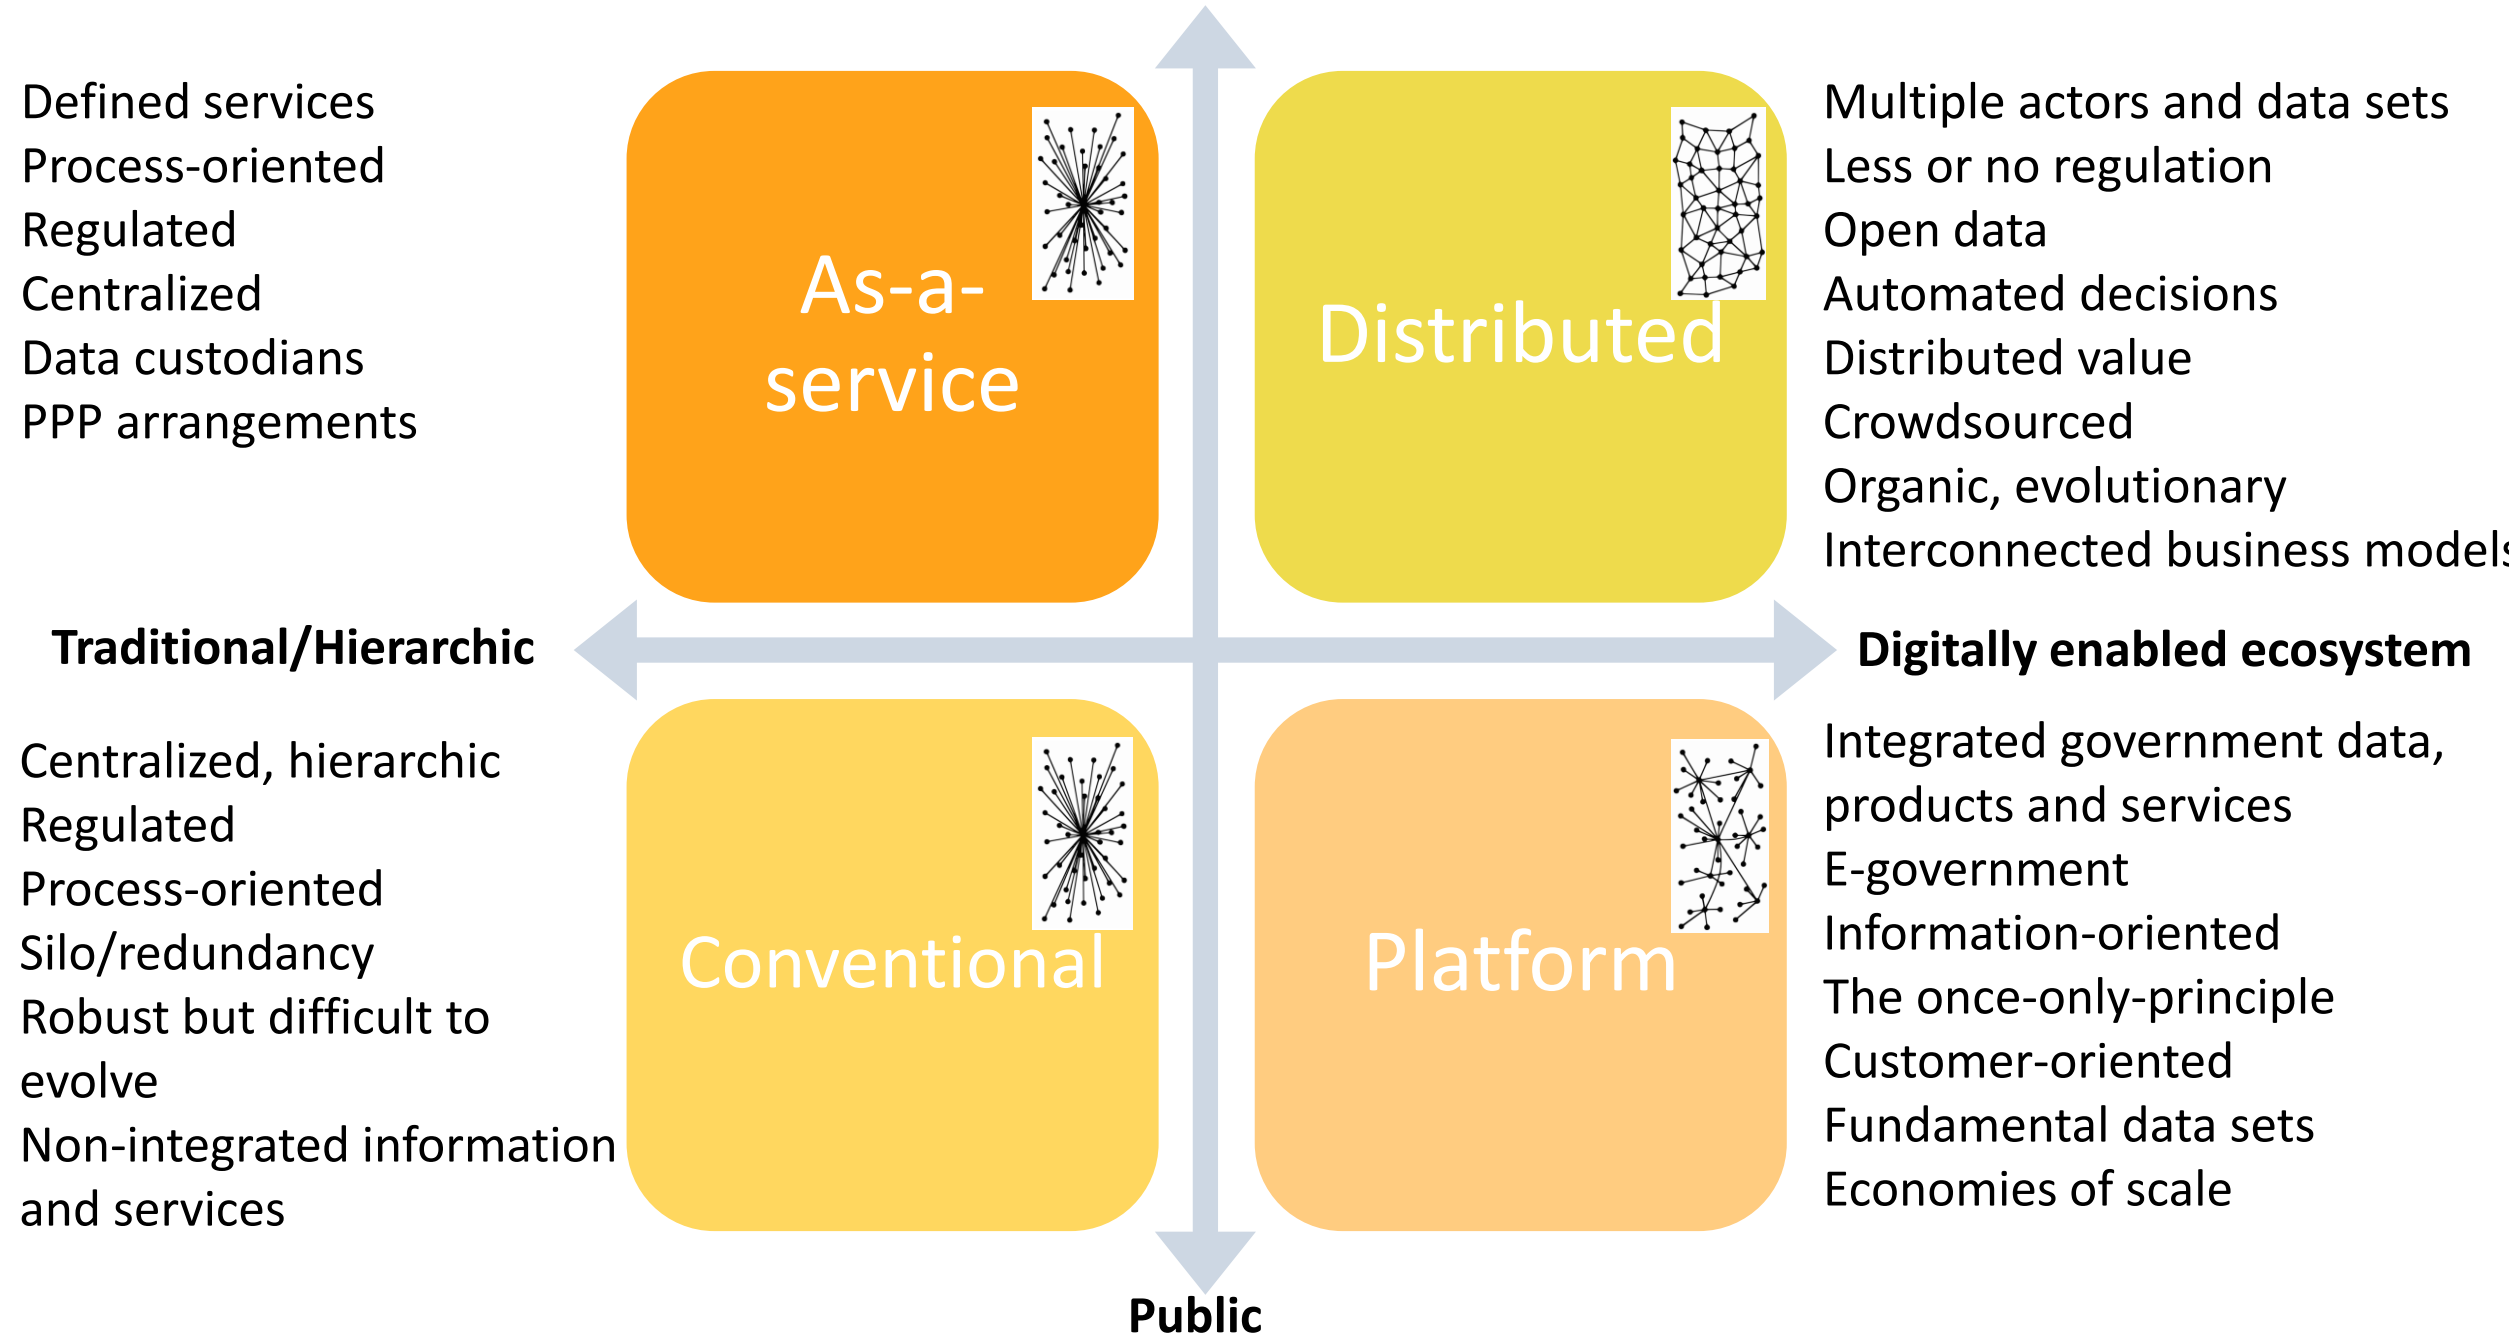 Defined services
Process-oriented
Regulated
Centralized
Data custodians
PPP arrangements
As-a-
service
Distributed
Multiple actors and data sets
Less or no regulation
Open data
Automated decisions
Distributed value
Crowdsourced
Organic, evolutionary
Interconnected business models
Traditional/Hierarchic
Digitally enabled ecosystem
Centralized, hierarchic
Regulated
Process-oriented
Silo/redundancy
Robust but difficult to
evolve
Non-integrated information
and services
Conventional
Platform
Integrated government data,
products and services
E-government
Information-oriented
The once-only-principle
Customer-oriented
Fundamental data sets
Economies of scale
Public